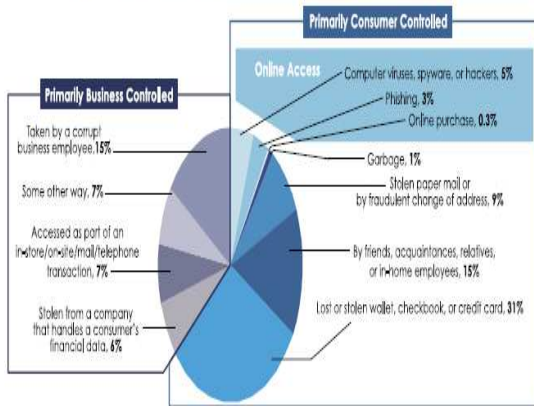 Primarily Consumer Controlled
Online Access
Computer viruses, spyware, or hackers, 5%
Phishing, 3%
Online purchase, 0.3%
Garbage, 1%
Stolen paper mail or
by fraudulent change of address, 9%
By friends, acquaintances, relatives,
or in-home employees, 15%
Lost or stolen wallet, checkbook, or credit card, 31%
Primarily Business Controlled
Taken by a corrupt
business employee, 15%
Some other way, 7%
Accessed as part of an
in-store/on-site/mail/telephone
transaction, 7%
Stolen from a company
that handles a consumer's
financial data, 6%